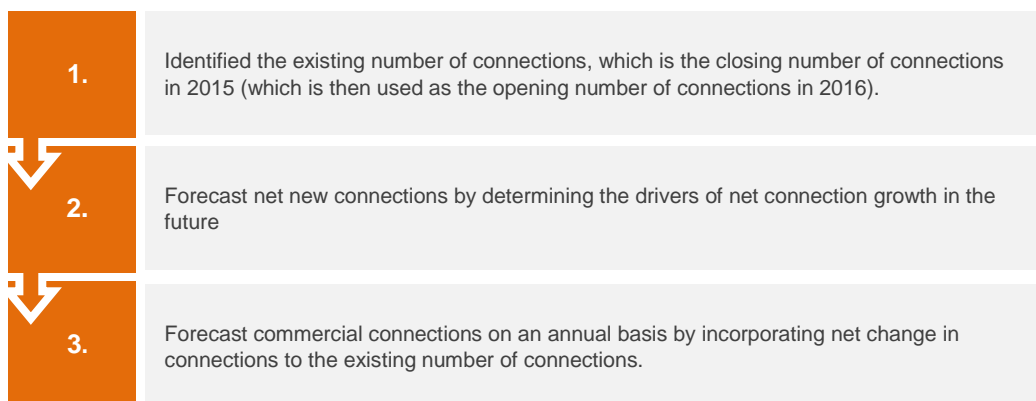 1.
Identified the existing number of connections, which is the closing number of connections
in 2015 (which is then used as the opening number of connections in 2016).
2.
Forecast net new connections by determining the drivers of net connection growth in the
future
3.
Forecast commercial connections on an annual basis by incorporating net change in
connections to the existing number of connections.